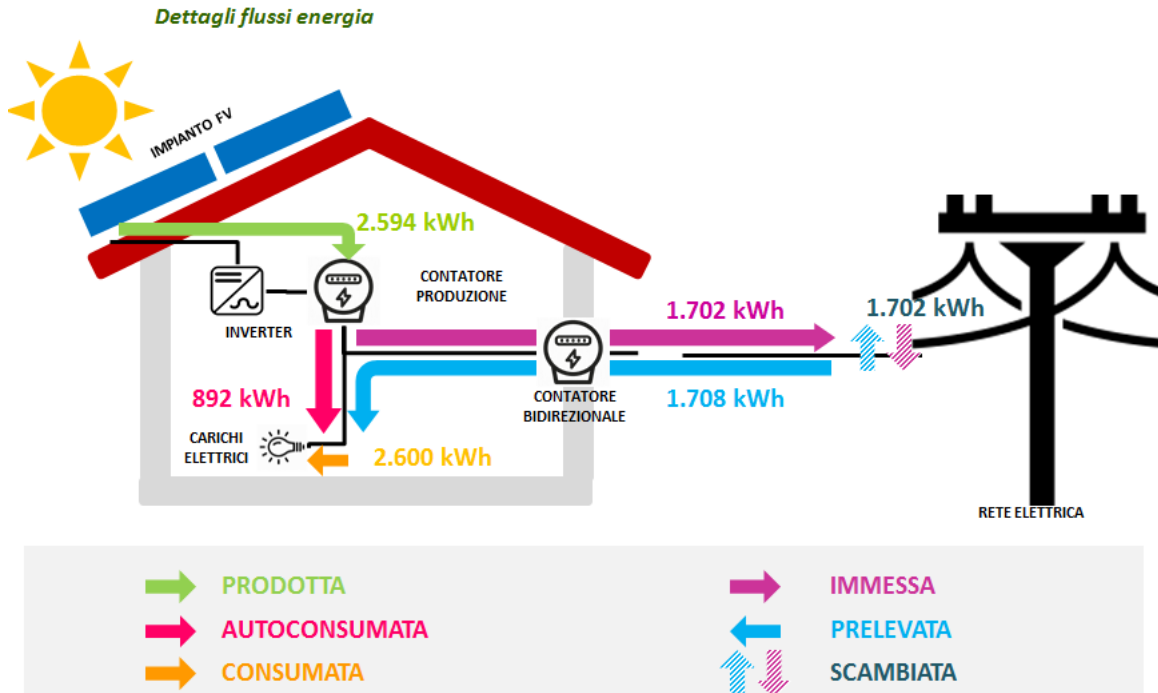 Dettagli flussi energia
IMPIANTO FV
2.594 kWh
CONTATORE
PRODUZIONE
INVERTER
1.702 kWh
1.702 kWh
892 kWh
CONTATORE
BIDIREZIONALE
1.708 kWh
CARICHI
ELETTRICI
2.600 kWh
RETE ELETTRICA
PRODOTTA
IMMESSA
AUTOCONSUMATA
PRELEVATA
CONSUMATA
SCAMBIATA